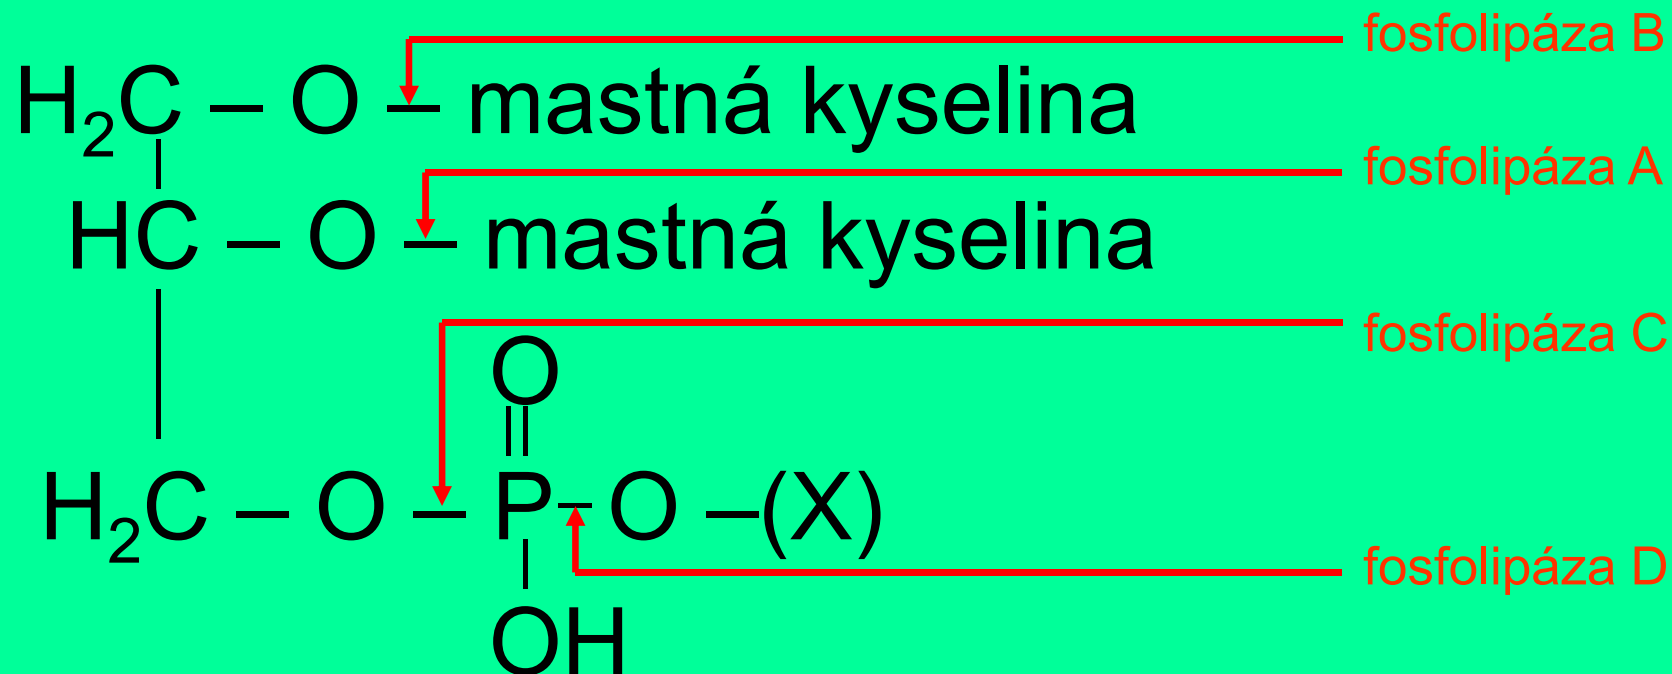 fosfolipáza B
H₂C – O – mastná kyselina
fosfolipáza A
HC – O – mastná kyselina
fosfolipáza C
O
H₂C – O – P – O – (X)
fosfolipáza D
OH